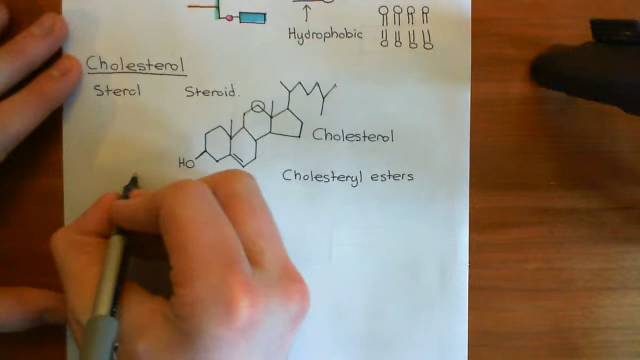 Hydrophobic
Cholesterol
Sterol Steroid.
Cholesterol
HO
Cholesteryl esters